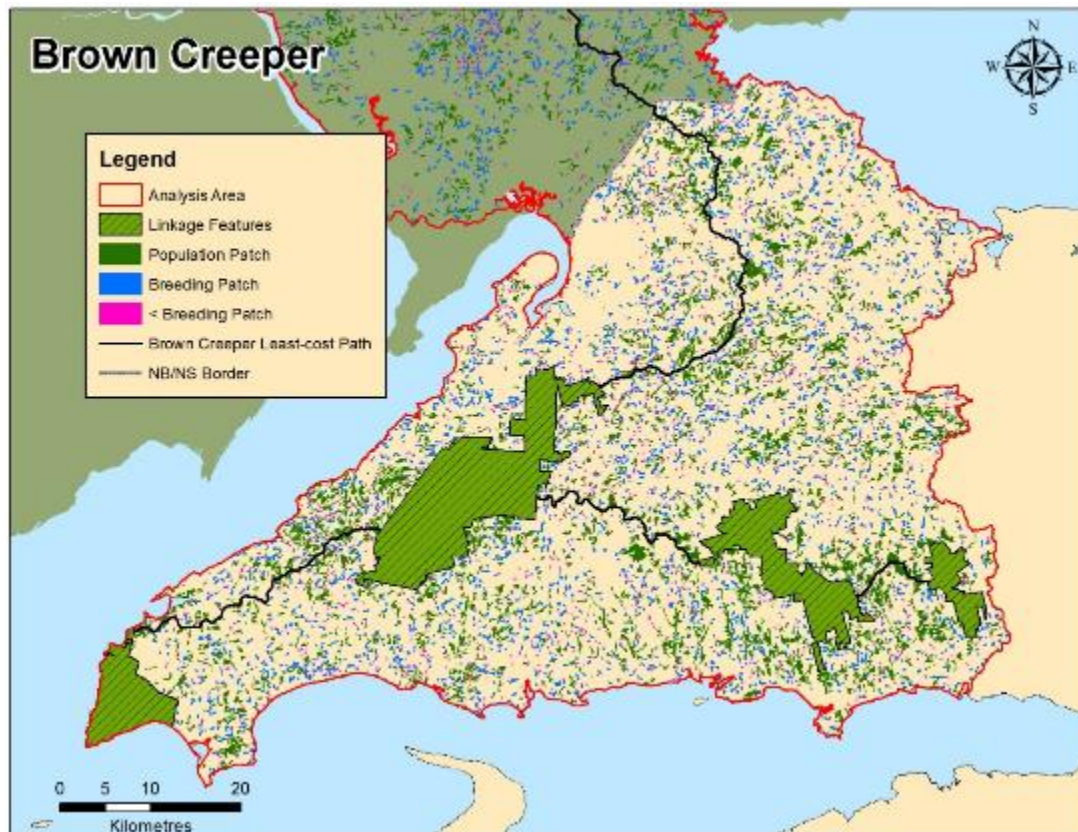 Brown Creeper
N
W E
S
Legend
Analysis Area
Linkage Features
Population Patch
Breeding Patch
< Breeding Patch
Brown Creeper Least-cost Path
NB/NS Border
0 5 10 20
Kilometres